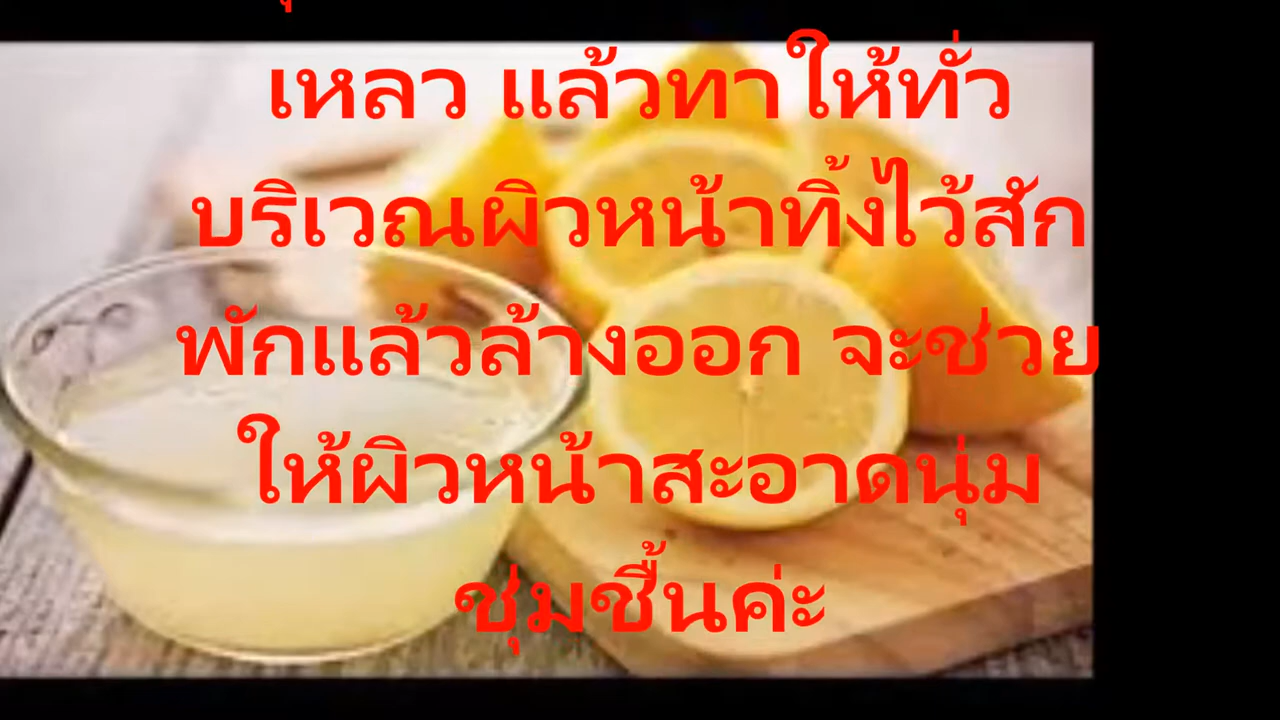 เหลว แล้วทาให้ทั่ว
บริเวณผิวหน้าทิ้งไว้สัก
พักแล้วล้างออก จะช่วย
ให้ผิวหน้าสะอาดนุ่ม
ชุ่มชื้นค่ะ